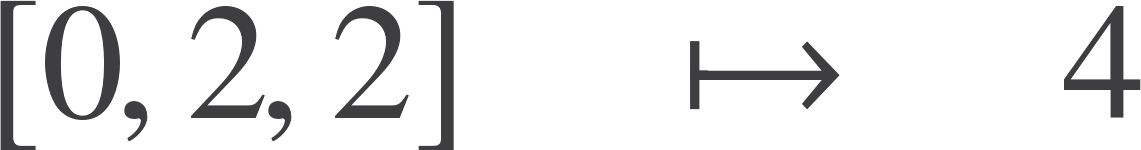 [0, 2, 2] ↦ 4